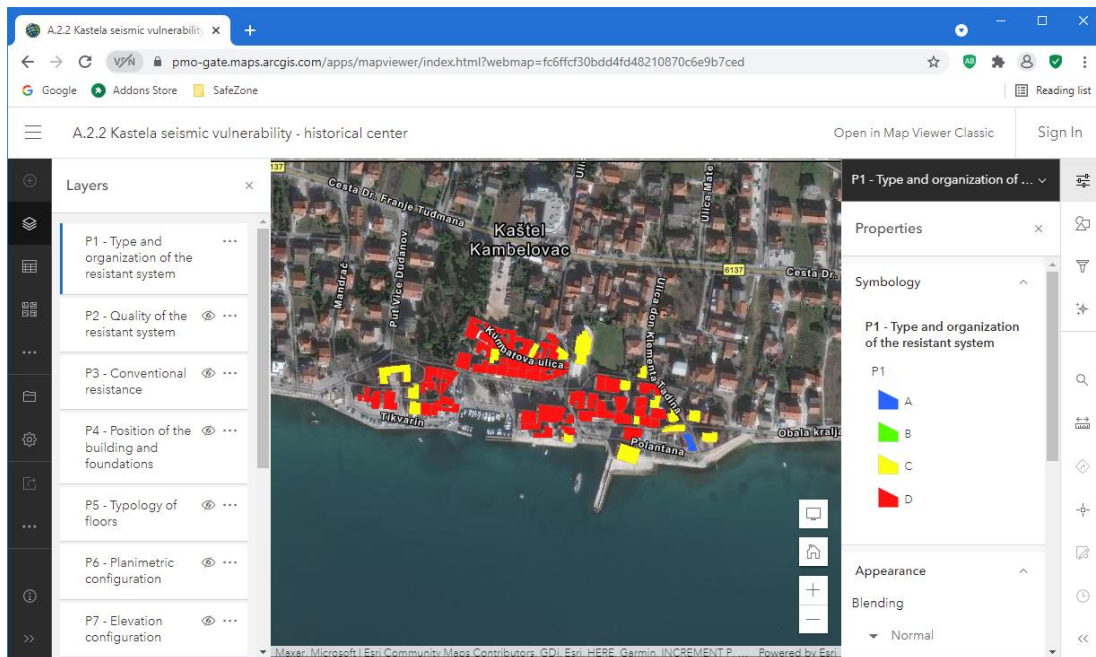 A.2.2 Kastela seismic vulnerability
VPN
pmo-gate.maps.arcgis.com/apps/mapviewer/index.html?webmap=fc6ffcf30bdd4fd48210870c6e9b7ced
Google
Addons Store
SafeZone
Reading list
A.2.2 Kastela seismic vulnerability - historical center
Open in Map Viewer Classic
Sign In
Layers
P1 - Type and
organization of the
resistant system
P2 - Quality of the
resistant system
P3 - Conventional
resistance
P4 - Position of the
building and
foundations
P5 - Typology of
floors
P6 - Planimetric
configuration
P7 - Elevation
configuration
137
Cesta Dr. Franje Tuđmana
Kaštel
Kambelovac
6137
Cesta Dr.
Mandrač
Put Vice Dudanov
Ulica Mate
Kumbatova ulica
Ulica don Klementa Tadina
Tikvarin
Polantana
Obala kralja
Maxar, Microsoft | Esri Community Maps Contributors, GDi, Esri, HERE, Garmin, INCREMENT P...
Powered by Esri
P1 - Type and organization of ...
Properties
Symbology
P1 - Type and organization
of the resistant system
P1
A
B
C
D
Appearance
Blending
Normal